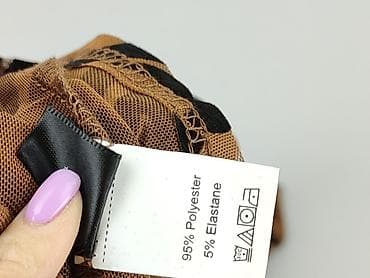 95% Polyester
5% Elastane